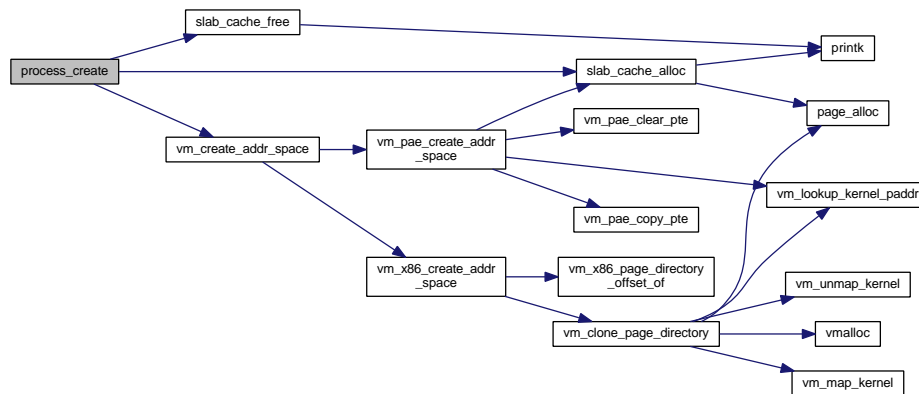 slab_cache_free
printk
process_create
slab_cache_alloc
page_alloc
vm_pae_clear_pte
vm_create_addr_space
vm_pae_create_addr
_space
vm_lookup_kernel_paddr
vm_pae_copy_pte
vm_x86_create_addr
_space
vm_x86_page_directory
_offset_of
vm_unmap_kernel
vm_clone_page_directory
vmalloc
vm_map_kernel